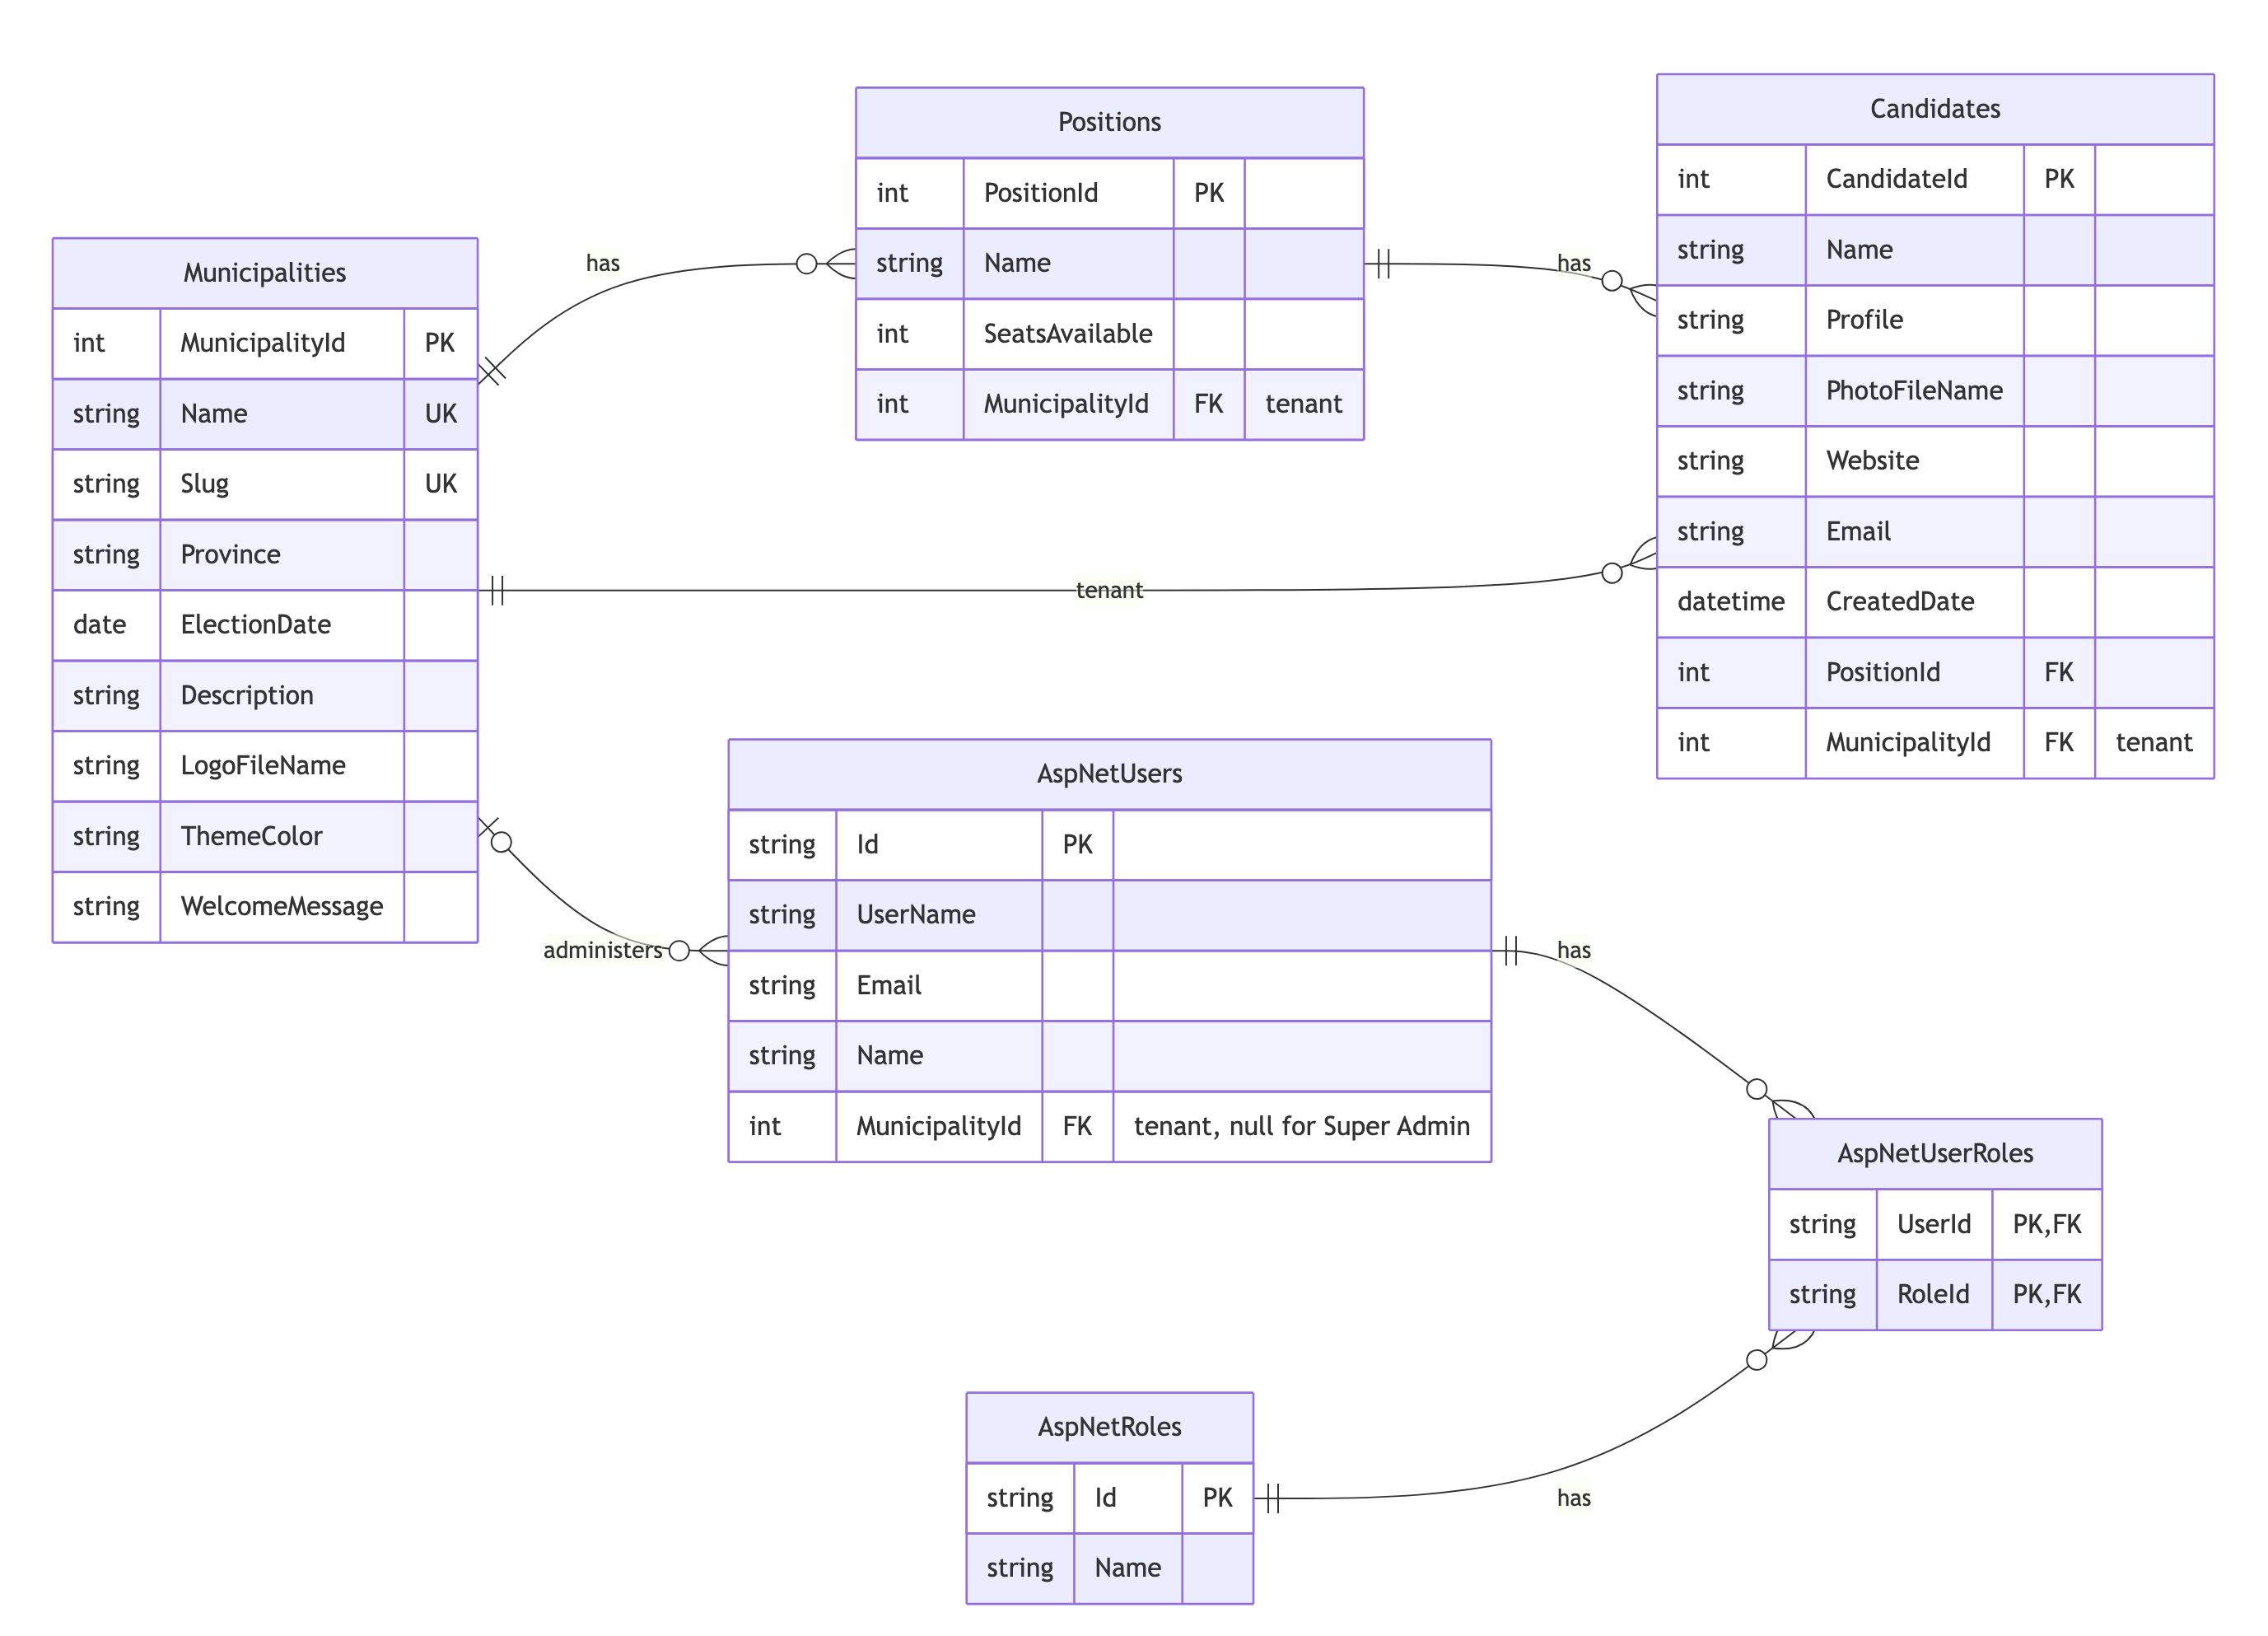 Municipalities
int MunicipalityId PK
string Name UK
string Slug UK
string Province
date ElectionDate
string Description
string LogoFileName
string ThemeColor
string WelcomeMessage
has
Positions
int PositionId PK
string Name
int SeatsAvailable
int MunicipalityId FK tenant
has
Candidates
int CandidateId PK
string Name
string Profile
string PhotoFileName
string Website
string Email
datetime CreatedDate
int PositionId FK
int MunicipalityId FK tenant
tenant
administers
AspNetUsers
string Id PK
string UserName
string Email
string Name
int MunicipalityId FK tenant, null for Super Admin
has
AspNetUserRoles
string UserId PK,FK
string RoleId PK,FK
AspNetRoles
string Id PK
string Name
has